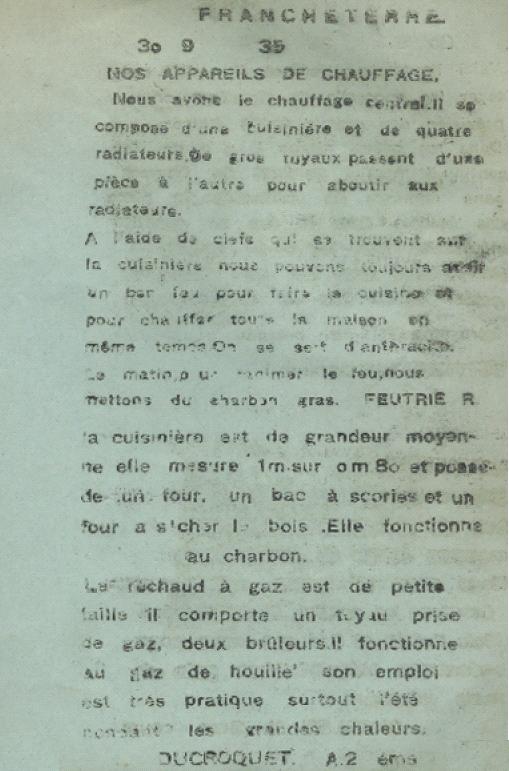 FRANCHETERRE
30 9 35
NOS APPAREILS DE CHAUFFAGE,
Nous avons le chauffage central.Il se
compose d'une cuisinière et de quatre
radiateurs.De gros tuyaux passent d'une
pièce à l'autre pour aboutir aux
radiateurs.
A l'aide de clefs qui se trouvent sur
la cuisinière nous pouvons toujours avoir
un bon feu pour faire la cuisine et
pour chauffer toute la maison en
même temps.On se sert d'anthracite.
Le matin,pour ranimer le feu,nous
mettons du charbon gras. FEUTRIE R
la cuisinière est de grandeur moyen-
ne elle mesure 1m.sur om.80 et possè-
de un four, un bac à scories et un
four a sécher le bois .Elle fonctionne
au charbon.
Le réchaud à gaz est de petite
taille il comporte un tuyau prise
de gaz, deux brûleurs.Il fonctionne
au gaz de houille' son emploi
est très pratique surtout l'été
pendant les grandes chaleurs.
DUCROQUET. A.2 ème